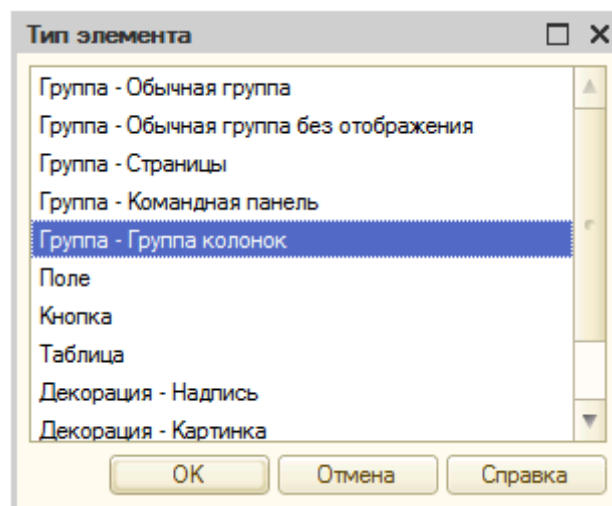 Тип элемента
Группа - Обычная группа
Группа - Обычная группа без отображения
Группа - Страницы
Группа - Командная панель
Группа - Группа колонок
Поле
Кнопка
Таблица
Декорация - Надпись
Декорация - Картинка
ОК
Отмена
Справка